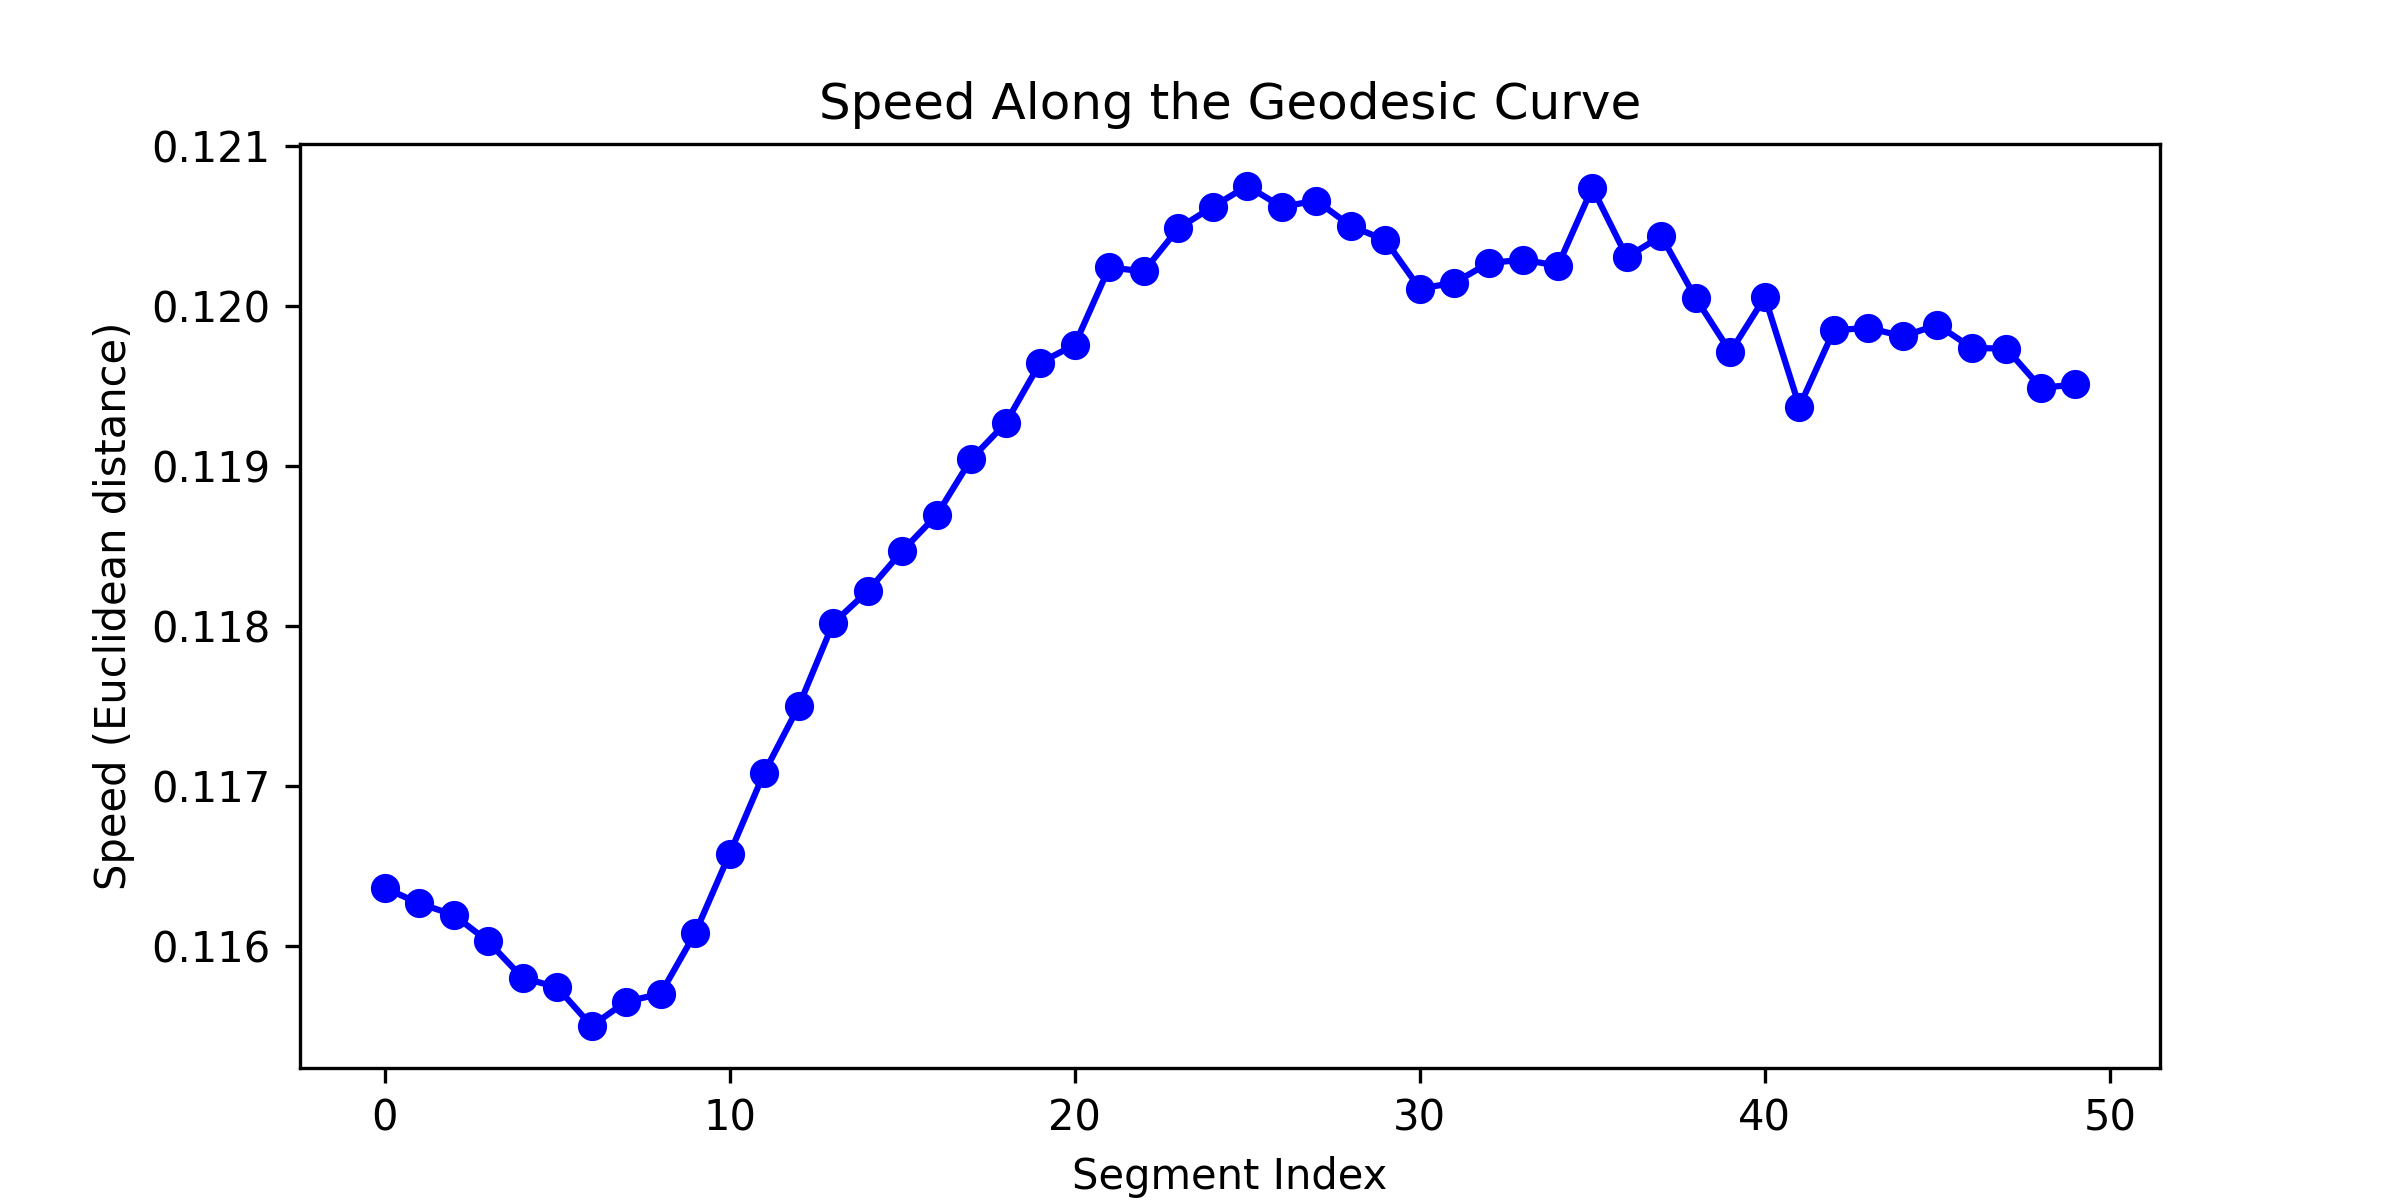 Speed Along the Geodesic Curve
0.121
0.120
0.119
0.118
0.117
0.116
Speed (Euclidean distance)
0 10 20 30 40 50
Segment Index